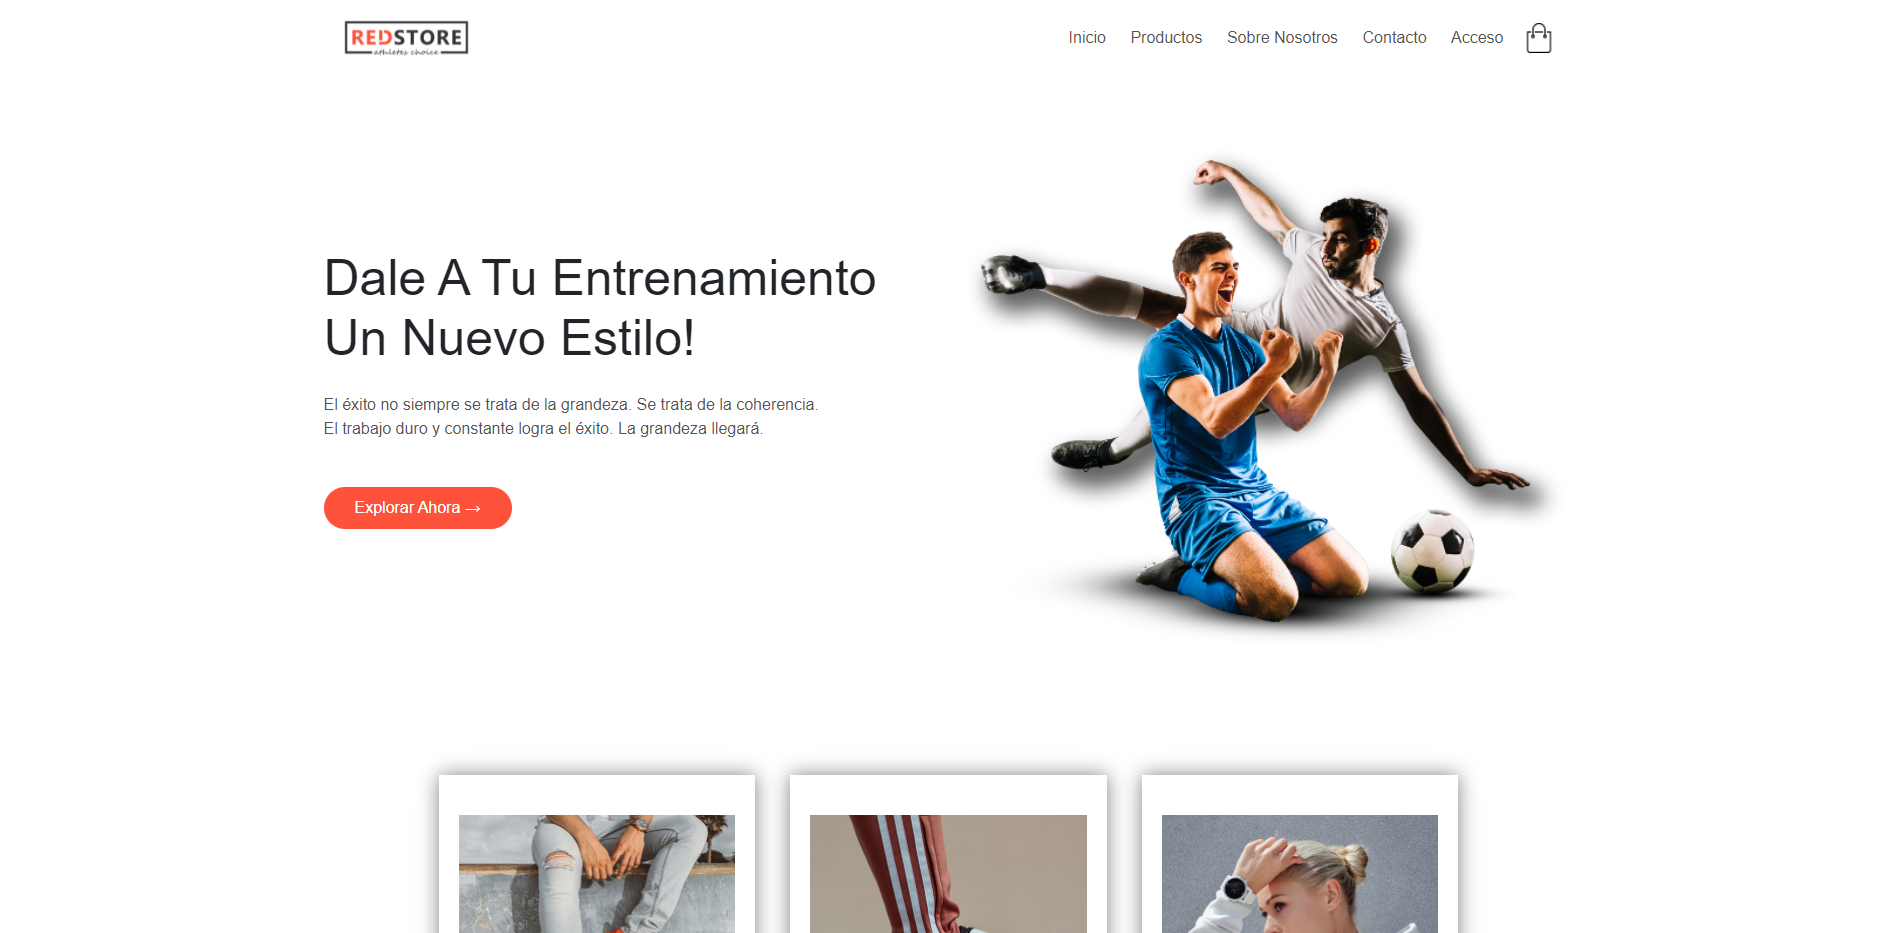 REDSTORE
athletes choice
Inicio
Productos
Sobre Nosotros
Contacto
Acceso
Dale A Tu Entrenamiento
Un Nuevo Estilo!
El éxito no siempre se trata de la grandeza. Se trata de la coherencia.
El trabajo duro y constante logra el éxito. La grandeza llegará.
Explorar Ahora →